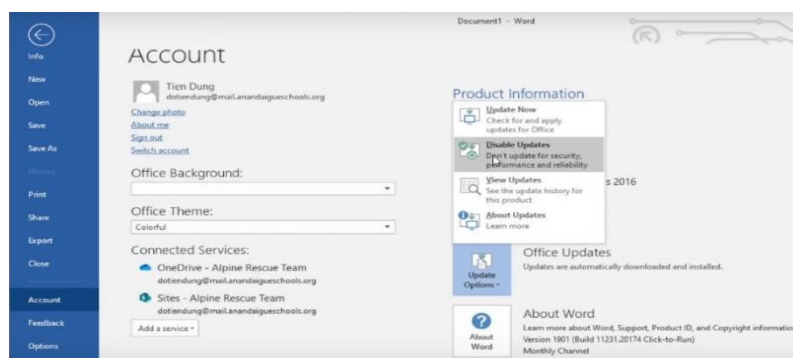 Document1 - Word
Info
New
Open
Save
Save As
History
Print
Share
Export
Close
Account
Feedback
Options
Account
Tien Dung
dotiendung@mail.anandaigueschools.org
Change photo
About me
Sign out
Switch account
Office Background:
Office Theme:
Colorful
Connected Services:
OneDrive - Alpine Rescue Team
dotiendung@mail.anandaigueschools.org
Sites - Alpine Rescue Team
dotiendung@mail.anandaigueschools.org
Add a service
Product Information
Update Now
Check for and apply
updates for Office
Disable Updates
Don't update for security,
performance and reliability
View Updates
See the update history for
this product
About Updates
Learn more
s 2016
Update
Options
Office Updates
Updates are automatically downloaded and installed.
About
Word
About Word
Learn more about Word, Support, Product ID, and Copyright informatio
Version 1901 (Build 11231.20174 Click-to-Run)
Monthly Channel